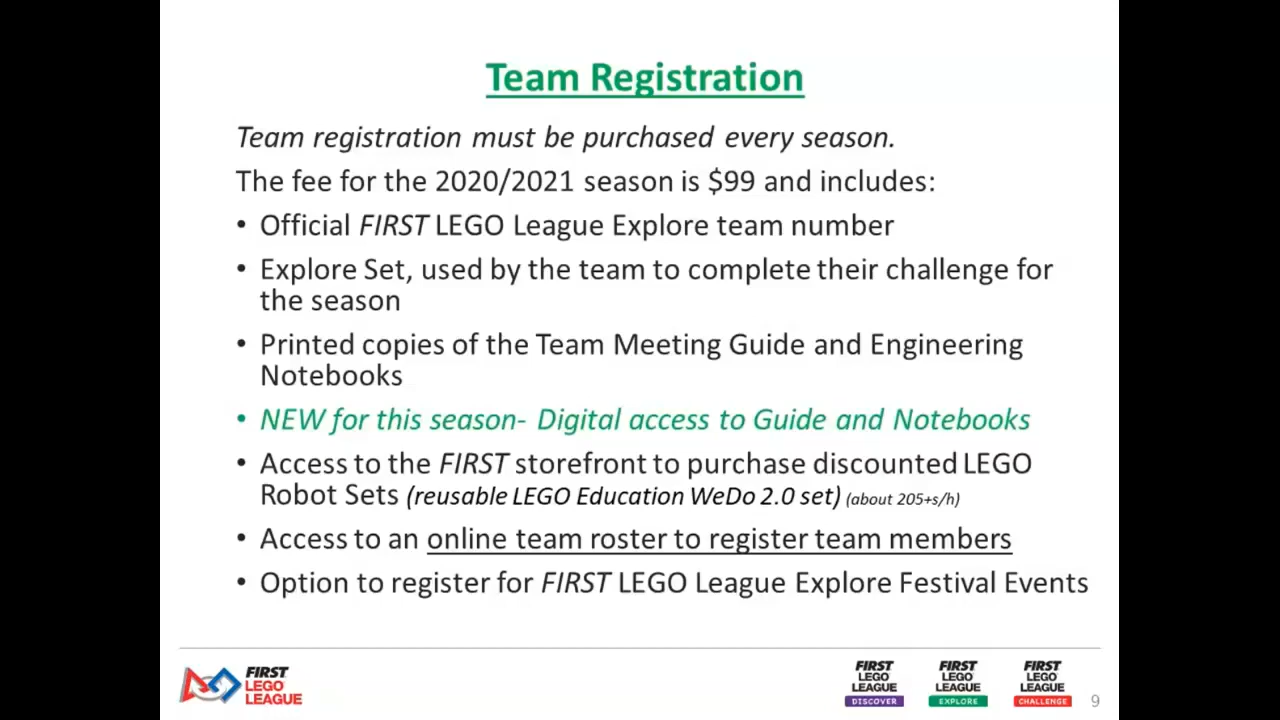 Team Registration
Team registration must be purchased every season.
The fee for the 2020/2021 season is $99 and includes:
• Official FIRST LEGO League Explore team number
• Explore Set, used by the team to complete their challenge for
the season
• Printed copies of the Team Meeting Guide and Engineering
Notebooks
• NEW for this season- Digital access to Guide and Notebooks
• Access to the FIRST storefront to purchase discounted LEGO
Robot Sets (reusable LEGO Education WeDo 2.0 set) (about 205+s/h)
• Access to an online team roster to register team members
• Option to register for FIRST LEGO League Explore Festival Events
FIRST
LEGO
LEAGUE
FIRST
LEGO
LEAGUE
DISCOVER
FIRST
LEGO
LEAGUE
EXPLORE
FIRST
LEGO
LEAGUE
CHALLENGE
9